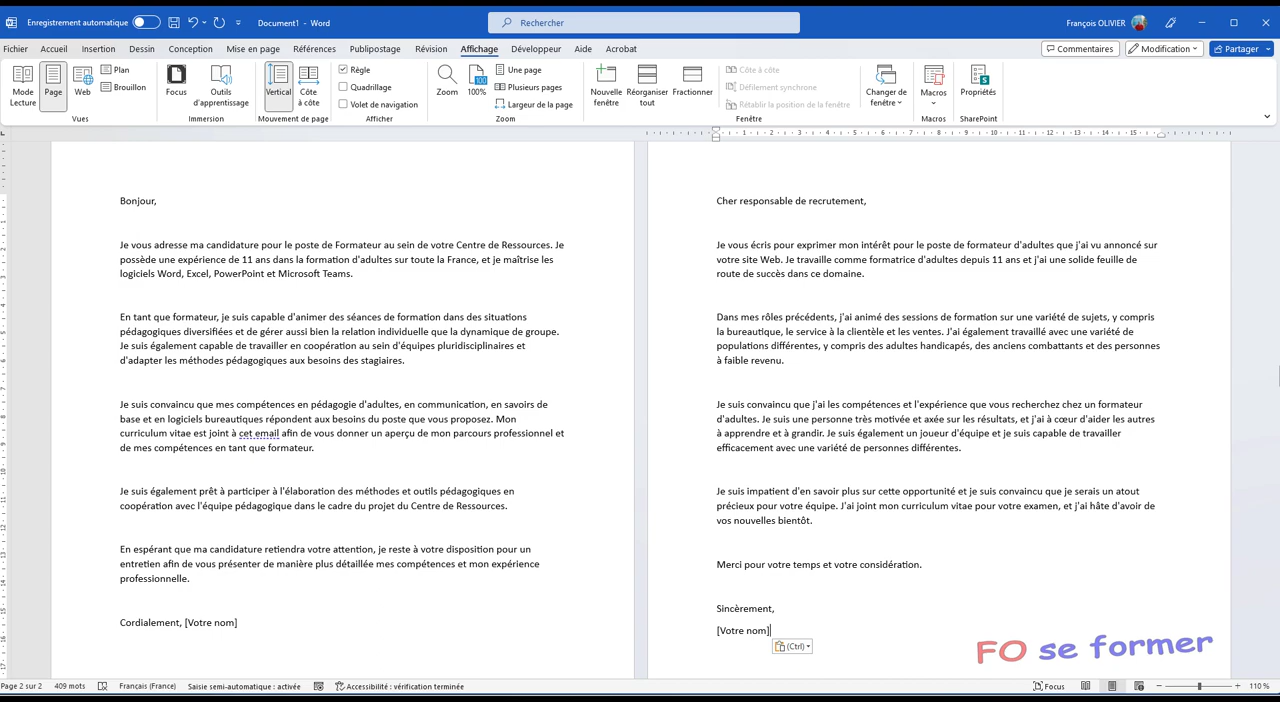 Enregistrement automatique
Document1 - Word
Rechercher
François OLIVIER
Fichier Accueil Insertion Dessin Conception Mise en page Références Publipostage Révision Affichage Développeur Aide Acrobat
Commentaires Modification Partager
Mode Lecture
Page
Web
Plan
Brouillon
Vues
Focus
Outils d'apprentissage
Immersion
Vertical
Côte à côte
Mouvement de page
Règle
Quadrillage
Volet de navigation
Afficher
Zoom
100%
Une page
Plusieurs pages
Largeur de la page
Zoom
Nouvelle fenêtre
Réorganiser tout
Fractionner
Côte à côte
Défilement synchrone
Rétablir la position de la fenêtre
Changer de fenêtre
Fenêtre
Macros
Macros
Propriétés
SharePoint
1 2 3 4 5 6 7 8 9 10 11 12 13 14 15
Bonjour,
Je vous adresse ma candidature pour le poste de Formateur au sein de votre Centre de Ressources. Je
possède une expérience de 11 ans dans la formation d'adultes sur toute la France, et je maîtrise les
logiciels Word, Excel, PowerPoint et Microsoft Teams.
En tant que formateur, je suis capable d'animer des séances de formation dans des situations
pédagogiques diversifiées et de gérer aussi bien la relation individuelle que la dynamique de groupe.
Je suis également capable de travailler en coopération au sein d'équipes pluridisciplinaires et
d'adapter les méthodes pédagogiques aux besoins des stagiaires.
Je suis convaincu que mes compétences en pédagogie d'adultes, en communication, en savoirs de
base et en logiciels bureautiques répondent aux besoins du poste que vous proposez. Mon
curriculum vitae est joint à cet email afin de vous donner un aperçu de mon parcours professionnel et
de mes compétences en tant que formateur.
Je suis également prêt à participer à l'élaboration des méthodes et outils pédagogiques en
coopération avec l'équipe pédagogique dans le cadre du projet du Centre de Ressources.
En espérant que ma candidature retiendra votre attention, je reste à votre disposition pour un
entretien afin de vous présenter de manière plus détaillée mes compétences et mon expérience
professionnelle.
Cordialement, [Votre nom]
Cher responsable de recrutement,
Je vous écris pour exprimer mon intérêt pour le poste de formateur d'adultes que j'ai vu annoncé sur
votre site Web. Je travaille comme formatrice d'adultes depuis 11 ans et j'ai une solide feuille de
route de succès dans ce domaine.
Dans mes rôles précédents, j'ai animé des sessions de formation sur une variété de sujets, y compris
la bureautique, le service à la clientèle et les ventes. J'ai également travaillé avec une variété de
populations différentes, y compris des adultes handicapés, des anciens combattants et des personnes
à faible revenu.
Je suis convaincu que j'ai les compétences et l'expérience que vous recherchez chez un formateur
d'adultes. Je suis une personne très motivée et axée sur les résultats, et j'ai à cœur d'aider les autres
à apprendre et à grandir. Je suis également un joueur d'équipe et je suis capable de travailler
efficacement avec une variété de personnes différentes.
Je suis impatient d'en savoir plus sur cette opportunité et je suis convaincu que je serais un atout
précieux pour votre équipe. J'ai joint mon curriculum vitae pour votre examen, et j'ai hâte d'avoir de
vos nouvelles bientôt.
Merci pour votre temps et votre considération.
Sincèrement,
[Votre nom]
(Ctrl)
FO se former
Page 2 sur 2 409 mots Français (France) Saisie semi-automatique : activée Accessibilité : vérification terminée
Focus 110 %